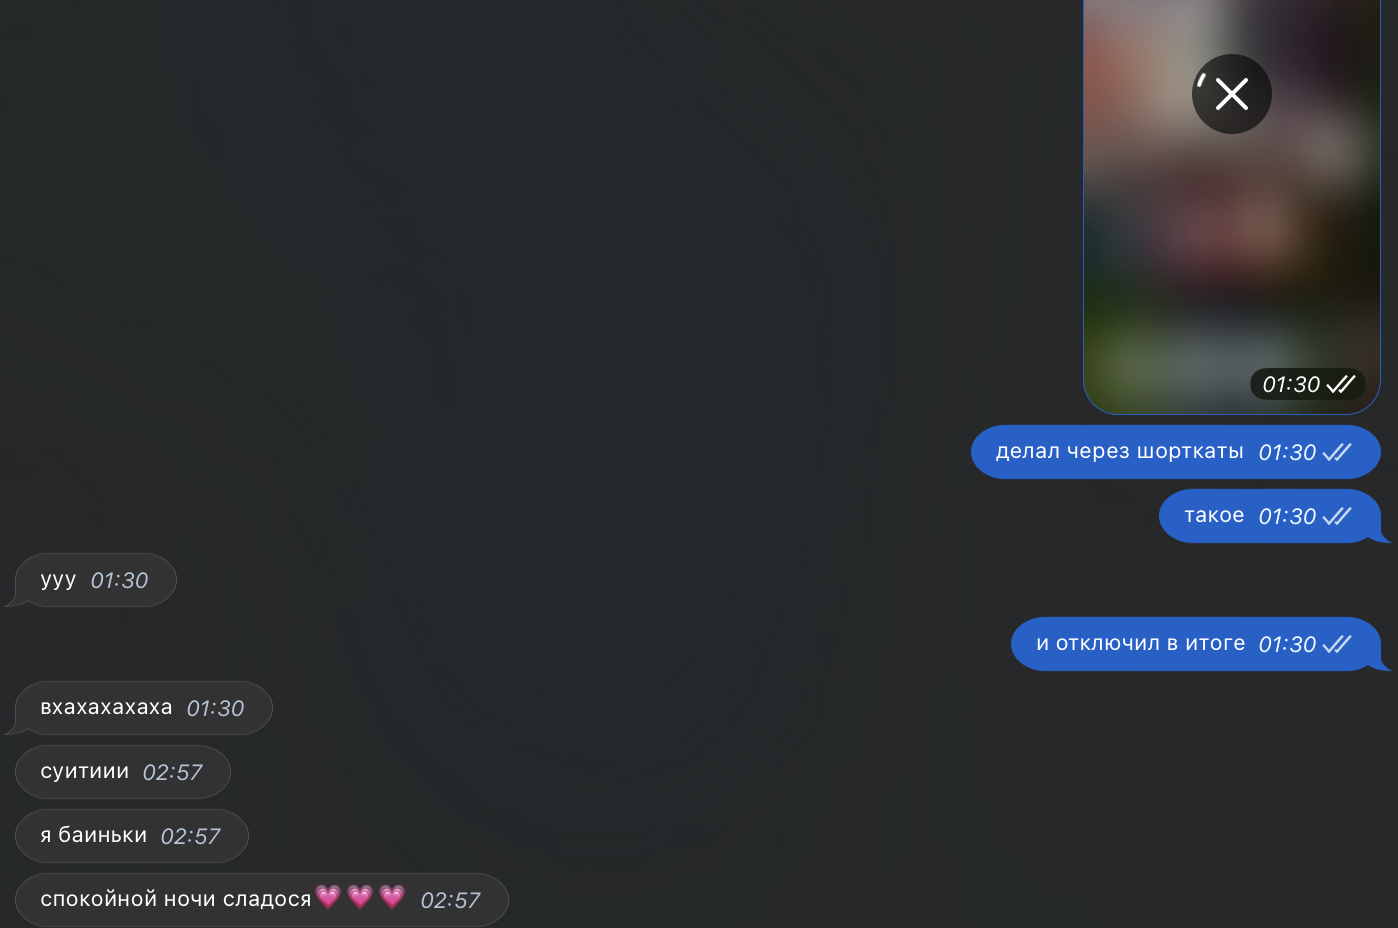 01:30
делал через шорткаты 01:30
такое 01:30
ууу 01:30
и отключил в итоге 01:30
вхахахахаха 01:30
суитиии 02:57
я баиньки 02:57
спокойной ночи сладося💗💗💗 02:57